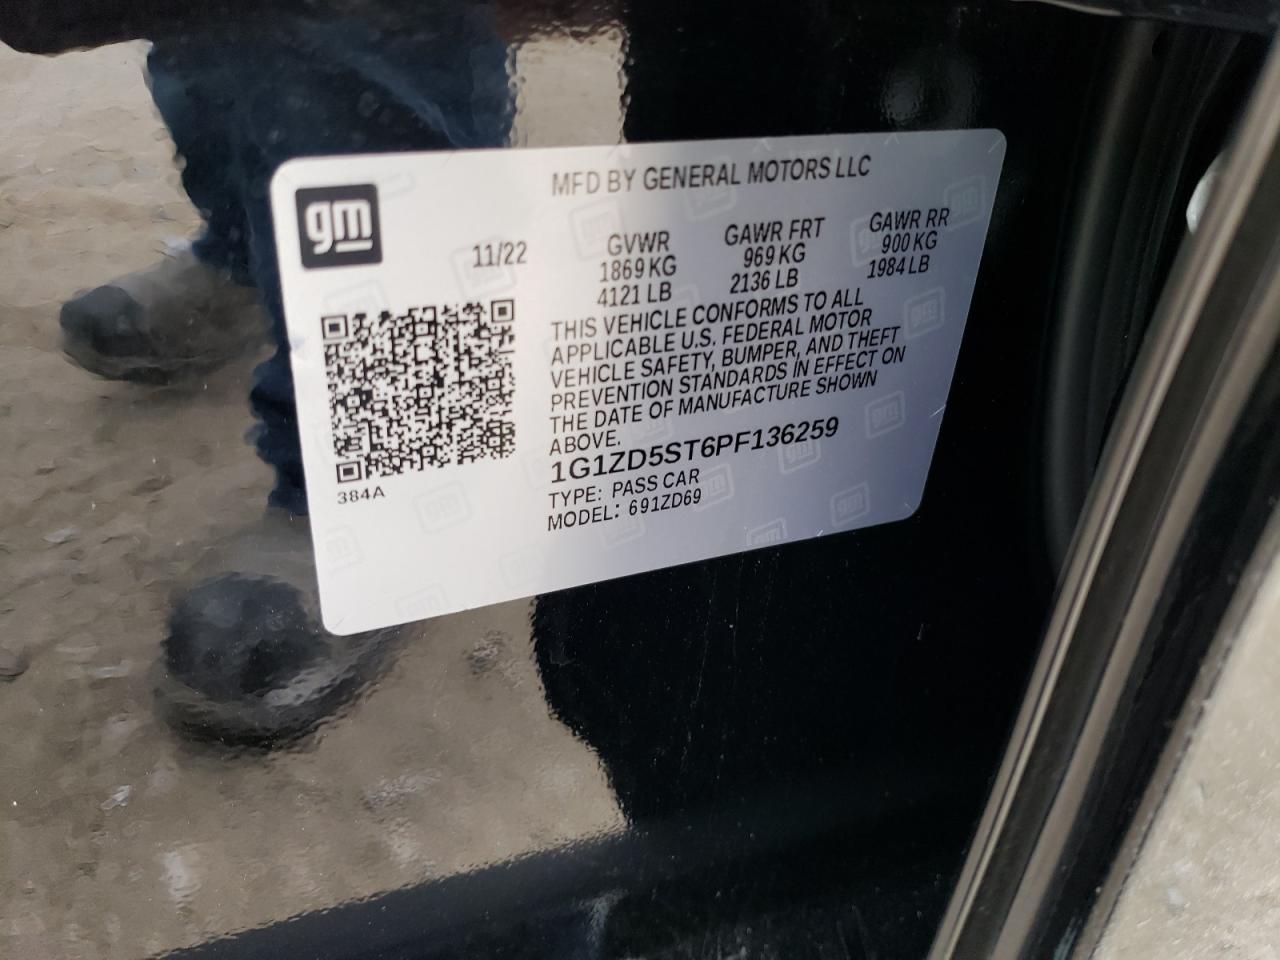 gm
MFD BY GENERAL MOTORS LLC
11/22
GVWR
1869 KG
4121 LB
GAWR FRT
969 KG
2136 LB
GAWR RR
900 KG
1984 LB
THIS VEHICLE CONFORMS TO ALL
APPLICABLE U.S. FEDERAL MOTOR
VEHICLE SAFETY, BUMPER, AND THEFT
PREVENTION STANDARDS IN EFFECT ON
THE DATE OF MANUFACTURE SHOWN
ABOVE.
1G1ZD5ST6PF136259
TYPE: PASS CAR
MODEL: 691ZD69
384A